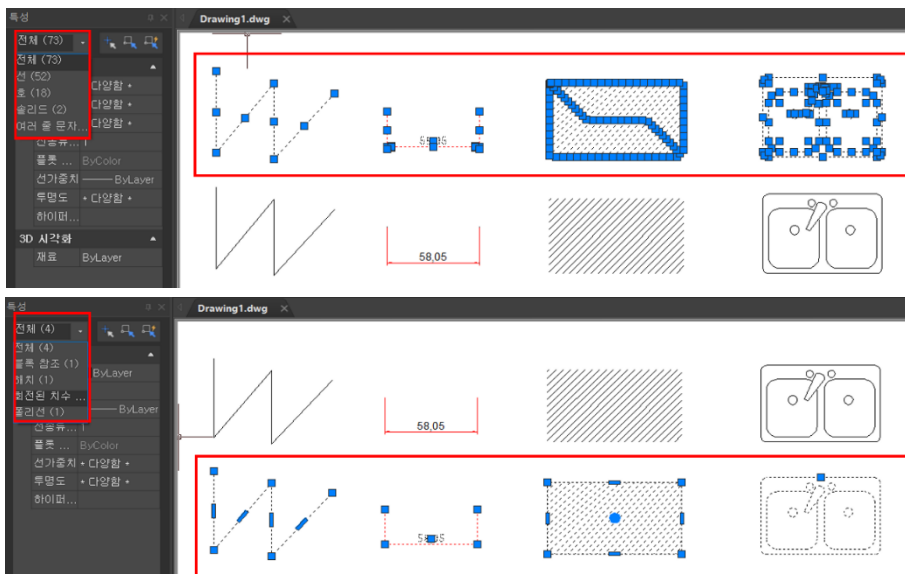 특성
Drawing1.dwg
전체 (73)
전체 (73)
선 (52)
호 (18)
다양함
솔리드 (2)
다양함
여러 줄 문자...
다양함
플롯 ... ByColor
선가중치 ByLayer
투명도 * 다양함 *
하이퍼...
3D 시각화
재료 ByLayer
58,05
특성
Drawing1.dwg
전체 (4)
전체 (4)
블록 참조 (1)
ByLayer
해치 (1)
회전된 치수 ...
폴리선 (1)
ByLayer
플롯 ... ByColor
선가중치 * 다양함 *
투명도 * 다양함 *
하이퍼...
58,05